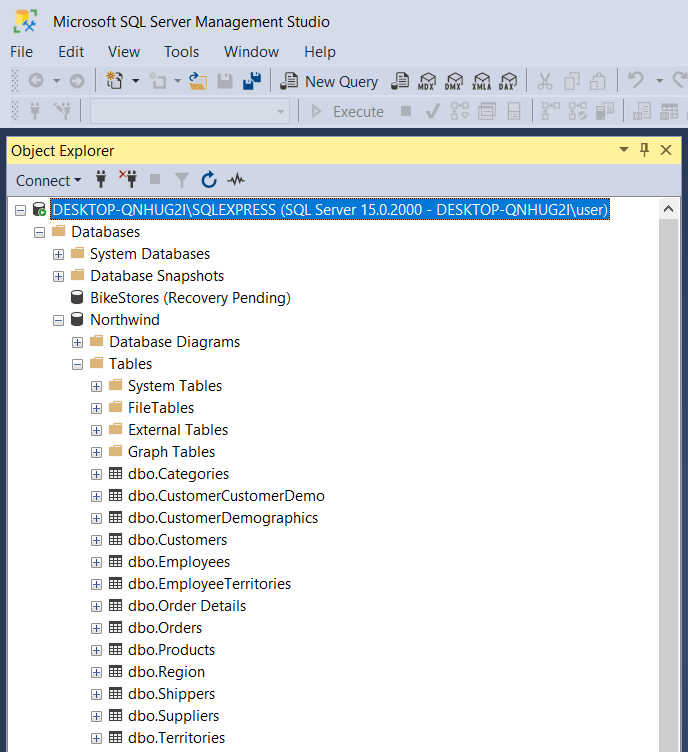 Microsoft SQL Server Management Studio
File Edit View Tools Window Help
New Query MDX DMX XMLA DAX
Execute
Object Explorer
Connect
DESKTOP-QNHUG2I\SQLEXPRESS (SQL Server 15.0.2000 - DESKTOP-QNHUG2I\user)
Databases
System Databases
Database Snapshots
BikeStores (Recovery Pending)
Northwind
Database Diagrams
Tables
System Tables
FileTables
External Tables
Graph Tables
dbo.Categories
dbo.CustomerCustomerDemo
dbo.CustomerDemographics
dbo.Customers
dbo.Employees
dbo.EmployeeTerritories
dbo.Order Details
dbo.Orders
dbo.Products
dbo.Region
dbo.Shippers
dbo.Suppliers
dbo.Territories